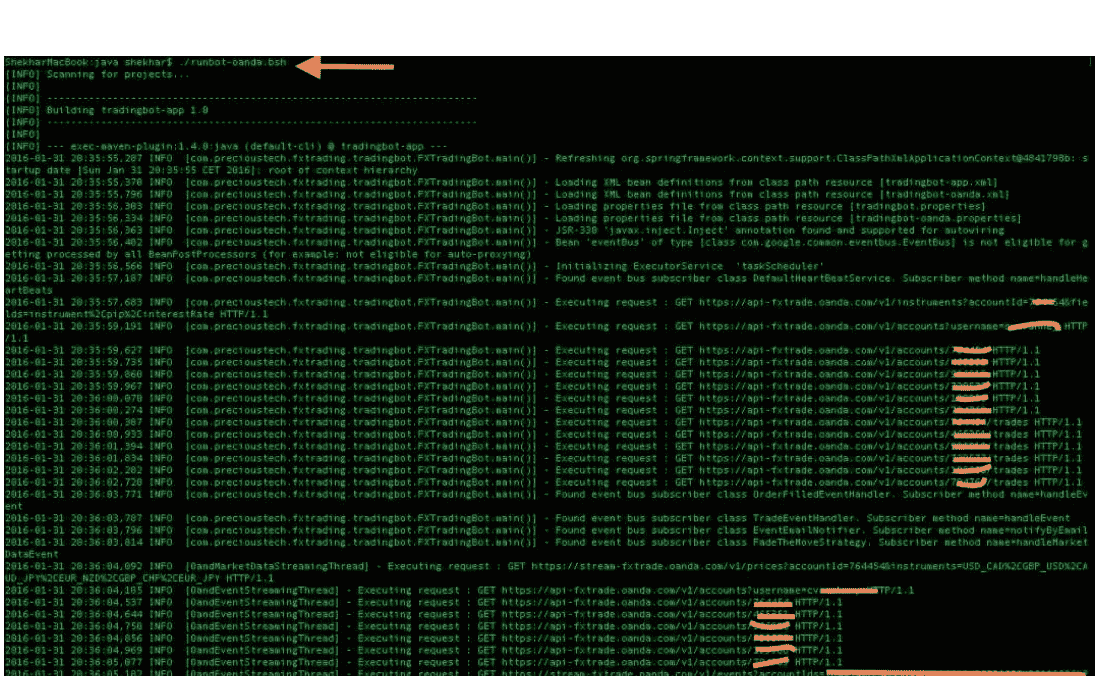 ShekharMacBook:java shekhar$ ./runbot-oanda.bsh
[INFO] Scanning for projects...
[INFO]
[INFO] ------------------------------------------------------------------------
[INFO] Building tradingbot-app 1.0
[INFO] ------------------------------------------------------------------------
[INFO]
[INFO] --- exec-maven-plugin:1.4.0:java (default-cli) @ tradingbot-app ---
2016-01-31 20:35:55,287 INFO  [com.precioustech.fxtrading.tradingbot.FXTradingBot.main()] - Refreshing org.springframework.context.support.ClassPathXmlApplicationContext@4841798b: s
tartup date [Sun Jan 31 20:35:55 CET 2016]; root of context hierarchy
2016-01-31 20:35:55,370 INFO  [com.precioustech.fxtrading.tradingbot.FXTradingBot.main()] - Loading XML bean definitions from class path resource [tradingbot-app.xml]
2016-01-31 20:35:55,796 INFO  [com.precioustech.fxtrading.tradingbot.FXTradingBot.main()] - Loading XML bean definitions from class path resource [tradingbot-oanda.xml]
2016-01-31 20:35:56,303 INFO  [com.precioustech.fxtrading.tradingbot.FXTradingBot.main()] - Loading properties file from class path resource [tradingbot.properties]
2016-01-31 20:35:56,334 INFO  [com.precioustech.fxtrading.tradingbot.FXTradingBot.main()] - Loading properties file from class path resource [tradingbot-oanda.properties]
2016-01-31 20:35:56,363 INFO  [com.precioustech.fxtrading.tradingbot.FXTradingBot.main()] - JSR-330 'javax.inject.Inject' annotation found and supported for autowiring
2016-01-31 20:35:56,402 INFO  [com.precioustech.fxtrading.tradingbot.FXTradingBot.main()] - Bean 'eventBus' of type [class com.google.common.eventbus.EventBus] is not eligible for g
etting processed by all BeanPostProcessors (for example: not eligible for auto-proxying)
2016-01-31 20:35:56,566 INFO  [com.precioustech.fxtrading.tradingbot.FXTradingBot.main()] - Initializing ExecutorService  'taskScheduler'
2016-01-31 20:35:57,187 INFO  [com.precioustech.fxtrading.tradingbot.FXTradingBot.main()] - Found event bus subscriber class DefaultHeartBeatService. Subscriber method name=handleHe
artBeats
2016-01-31 20:35:57,683 INFO  [com.precioustech.fxtrading.tradingbot.FXTradingBot.main()] - Executing request : GET https://api-fxtrade.oanda.com/v1/instruments?accountId= &fie
lds=instrument%2Cpip%2CinterestRate HTTP/1.1
2016-01-31 20:35:59,191 INFO  [com.precioustech.fxtrading.tradingbot.FXTradingBot.main()] - Executing request : GET https://api-fxtrade.oanda.com/v1/accounts?username= HTTP
/1.1
2016-01-31 20:35:59,627 INFO  [com.precioustech.fxtrading.tradingbot.FXTradingBot.main()] - Executing request : GET https://api-fxtrade.oanda.com/v1/accounts/ HTTP/1.1
2016-01-31 20:35:59,735 INFO  [com.precioustech.fxtrading.tradingbot.FXTradingBot.main()] - Executing request : GET https://api-fxtrade.oanda.com/v1/accounts/ HTTP/1.1
2016-01-31 20:35:59,860 INFO  [com.precioustech.fxtrading.tradingbot.FXTradingBot.main()] - Executing request : GET https://api-fxtrade.oanda.com/v1/accounts/ HTTP/1.1
2016-01-31 20:35:59,967 INFO  [com.precioustech.fxtrading.tradingbot.FXTradingBot.main()] - Executing request : GET https://api-fxtrade.oanda.com/v1/accounts/ HTTP/1.1
2016-01-31 20:36:00,070 INFO  [com.precioustech.fxtrading.tradingbot.FXTradingBot.main()] - Executing request : GET https://api-fxtrade.oanda.com/v1/accounts/ HTTP/1.1
2016-01-31 20:36:00,274 INFO  [com.precioustech.fxtrading.tradingbot.FXTradingBot.main()] - Executing request : GET https://api-fxtrade.oanda.com/v1/accounts/ HTTP/1.1
2016-01-31 20:36:00,387 INFO  [com.precioustech.fxtrading.tradingbot.FXTradingBot.main()] - Executing request : GET https://api-fxtrade.oanda.com/v1/accounts/ /trades HTTP/1.1
2016-01-31 20:36:00,933 INFO  [com.precioustech.fxtrading.tradingbot.FXTradingBot.main()] - Executing request : GET https://api-fxtrade.oanda.com/v1/accounts/ /trades HTTP/1.1
2016-01-31 20:36:01,394 INFO  [com.precioustech.fxtrading.tradingbot.FXTradingBot.main()] - Executing request : GET https://api-fxtrade.oanda.com/v1/accounts/ /trades HTTP/1.1
2016-01-31 20:36:01,834 INFO  [com.precioustech.fxtrading.tradingbot.FXTradingBot.main()] - Executing request : GET https://api-fxtrade.oanda.com/v1/accounts/ /trades HTTP/1.1
2016-01-31 20:36:02,202 INFO  [com.precioustech.fxtrading.tradingbot.FXTradingBot.main()] - Executing request : GET https://api-fxtrade.oanda.com/v1/accounts/ /trades HTTP/1.1
2016-01-31 20:36:02,720 INFO  [com.precioustech.fxtrading.tradingbot.FXTradingBot.main()] - Executing request : GET https://api-fxtrade.oanda.com/v1/accounts/ /trades HTTP/1.1
2016-01-31 20:36:03,771 INFO  [com.precioustech.fxtrading.tradingbot.FXTradingBot.main()] - Found event bus subscriber class OrderFilledEventHandler. Subscriber method name=handleEv
ent
2016-01-31 20:36:03,787 INFO  [com.precioustech.fxtrading.tradingbot.FXTradingBot.main()] - Found event bus subscriber class TradeEventHandler. Subscriber method name=handleEvent
2016-01-31 20:36:03,796 INFO  [com.precioustech.fxtrading.tradingbot.FXTradingBot.main()] - Found event bus subscriber class EventEmailNotifier. Subscriber method name=notifyByEmail
2016-01-31 20:36:03,814 INFO  [com.precioustech.fxtrading.tradingbot.FXTradingBot.main()] - Found event bus subscriber class FadeTheMoveStrategy. Subscriber method name=handleMarket
DataEvent
2016-01-31 20:36:04,092 INFO  [OandMarketDataStreamingThread] - Executing request : GET https://stream-fxtrade.oanda.com/v1/prices?accountId=764454&instruments=USD_CAD%2CGBP_USD%2CA
UD_JPY%2CEUR_NZD%2CGBP_CHF%2CEUR_JPY HTTP/1.1
2016-01-31 20:36:04,185 INFO  [OandEventStreamingThread] - Executing request : GET https://api-fxtrade.oanda.com/v1/accounts?username=cv TP/1.1
2016-01-31 20:36:04,537 INFO  [OandEventStreamingThread] - Executing request : GET https://api-fxtrade.oanda.com/v1/accounts/ HTTP/1.1
2016-01-31 20:36:04,644 INFO  [OandEventStreamingThread] - Executing request : GET https://api-fxtrade.oanda.com/v1/accounts/ HTTP/1.1
2016-01-31 20:36:04,750 INFO  [OandEventStreamingThread] - Executing request : GET https://api-fxtrade.oanda.com/v1/accounts/ HTTP/1.1
2016-01-31 20:36:04,856 INFO  [OandEventStreamingThread] - Executing request : GET https://api-fxtrade.oanda.com/v1/accounts/ HTTP/1.1
2016-01-31 20:36:04,969 INFO  [OandEventStreamingThread] - Executing request : GET https://api-fxtrade.oanda.com/v1/accounts/ HTTP/1.1
2016-01-31 20:36:05,077 INFO  [OandEventStreamingThread] - Executing request : GET https://api-fxtrade.oanda.com/v1/accounts/ HTTP/1.1
2016-01-31 20:36:05,182 INFO  [OandEventStreamingThread] - Executing request : GET https://stream-fxtrade.oanda.com/v1/events?accountIds=